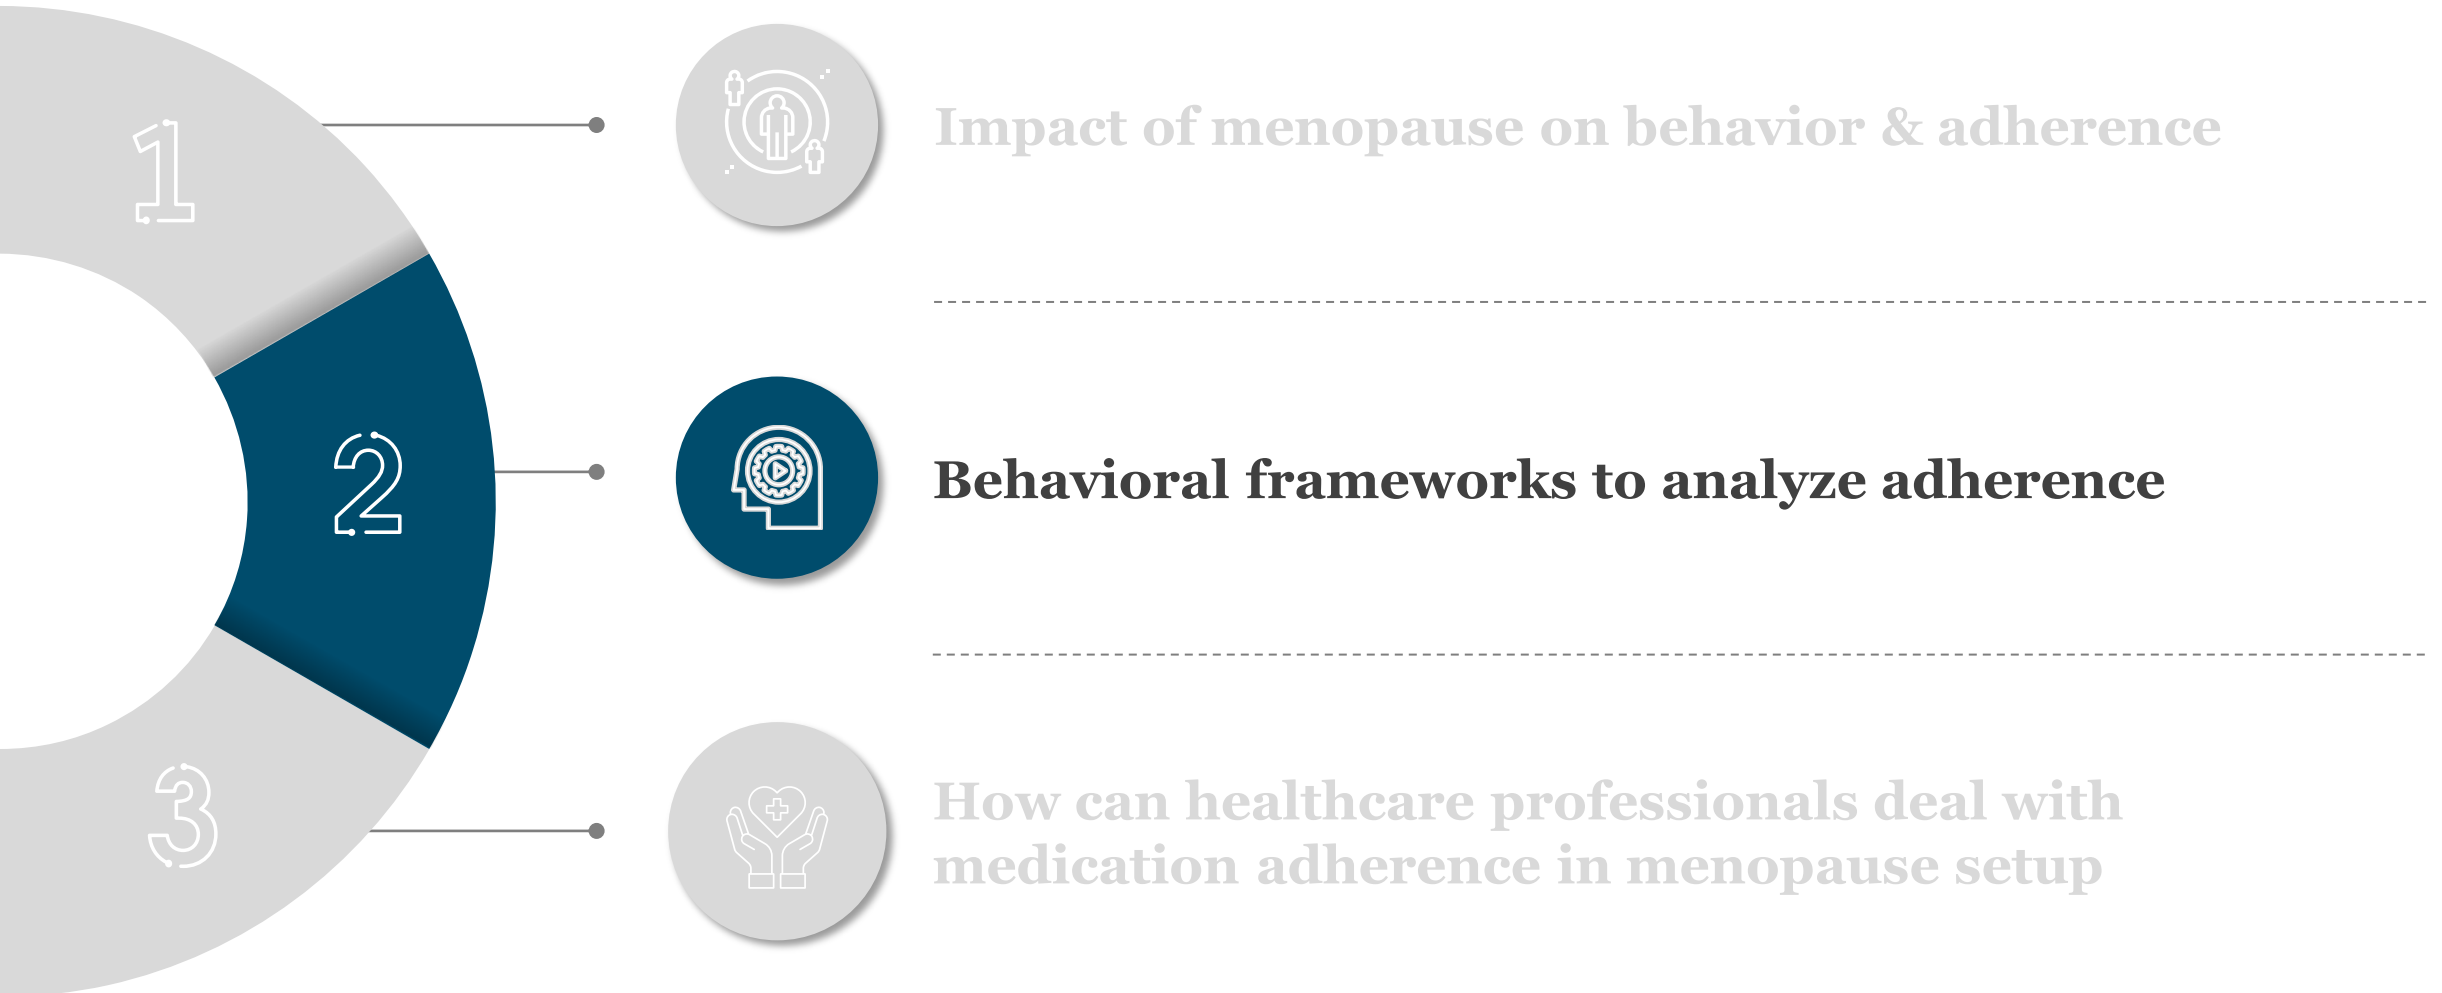 1
Impact of menopause on behavior & adherence
2
Behavioral frameworks to analyze adherence
3
How can healthcare professionals deal with
medication adherence in menopause setup